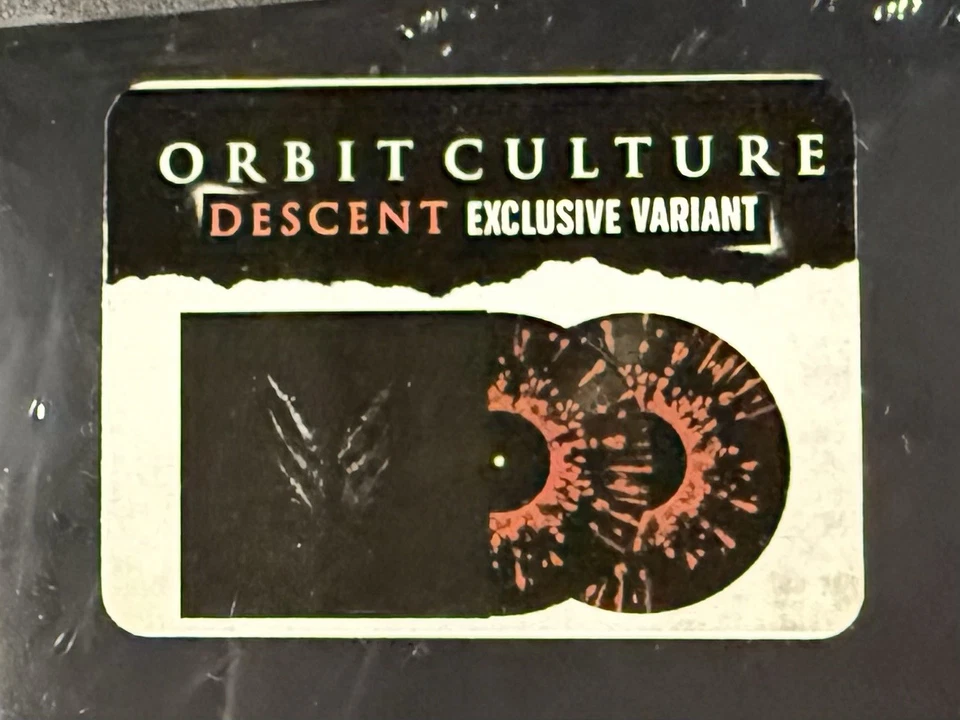 ORBIT CULTURE
DESCENT EXCLUSIVE VARIANT